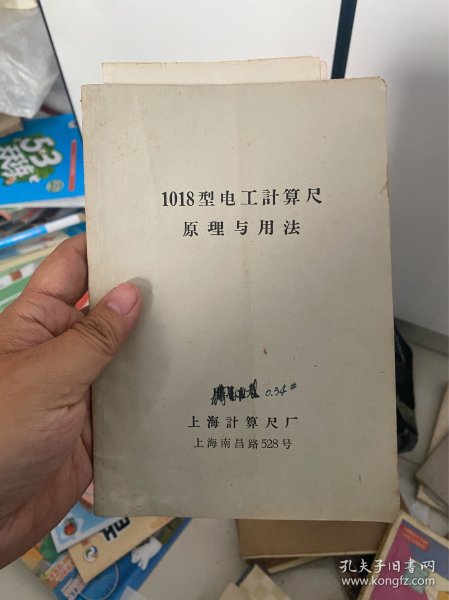 53
1018型电工計算尺
原理与用法
0.34#
上海計算尺厂
上海南昌路528号
孔夫子旧书网
www.kongfz.com